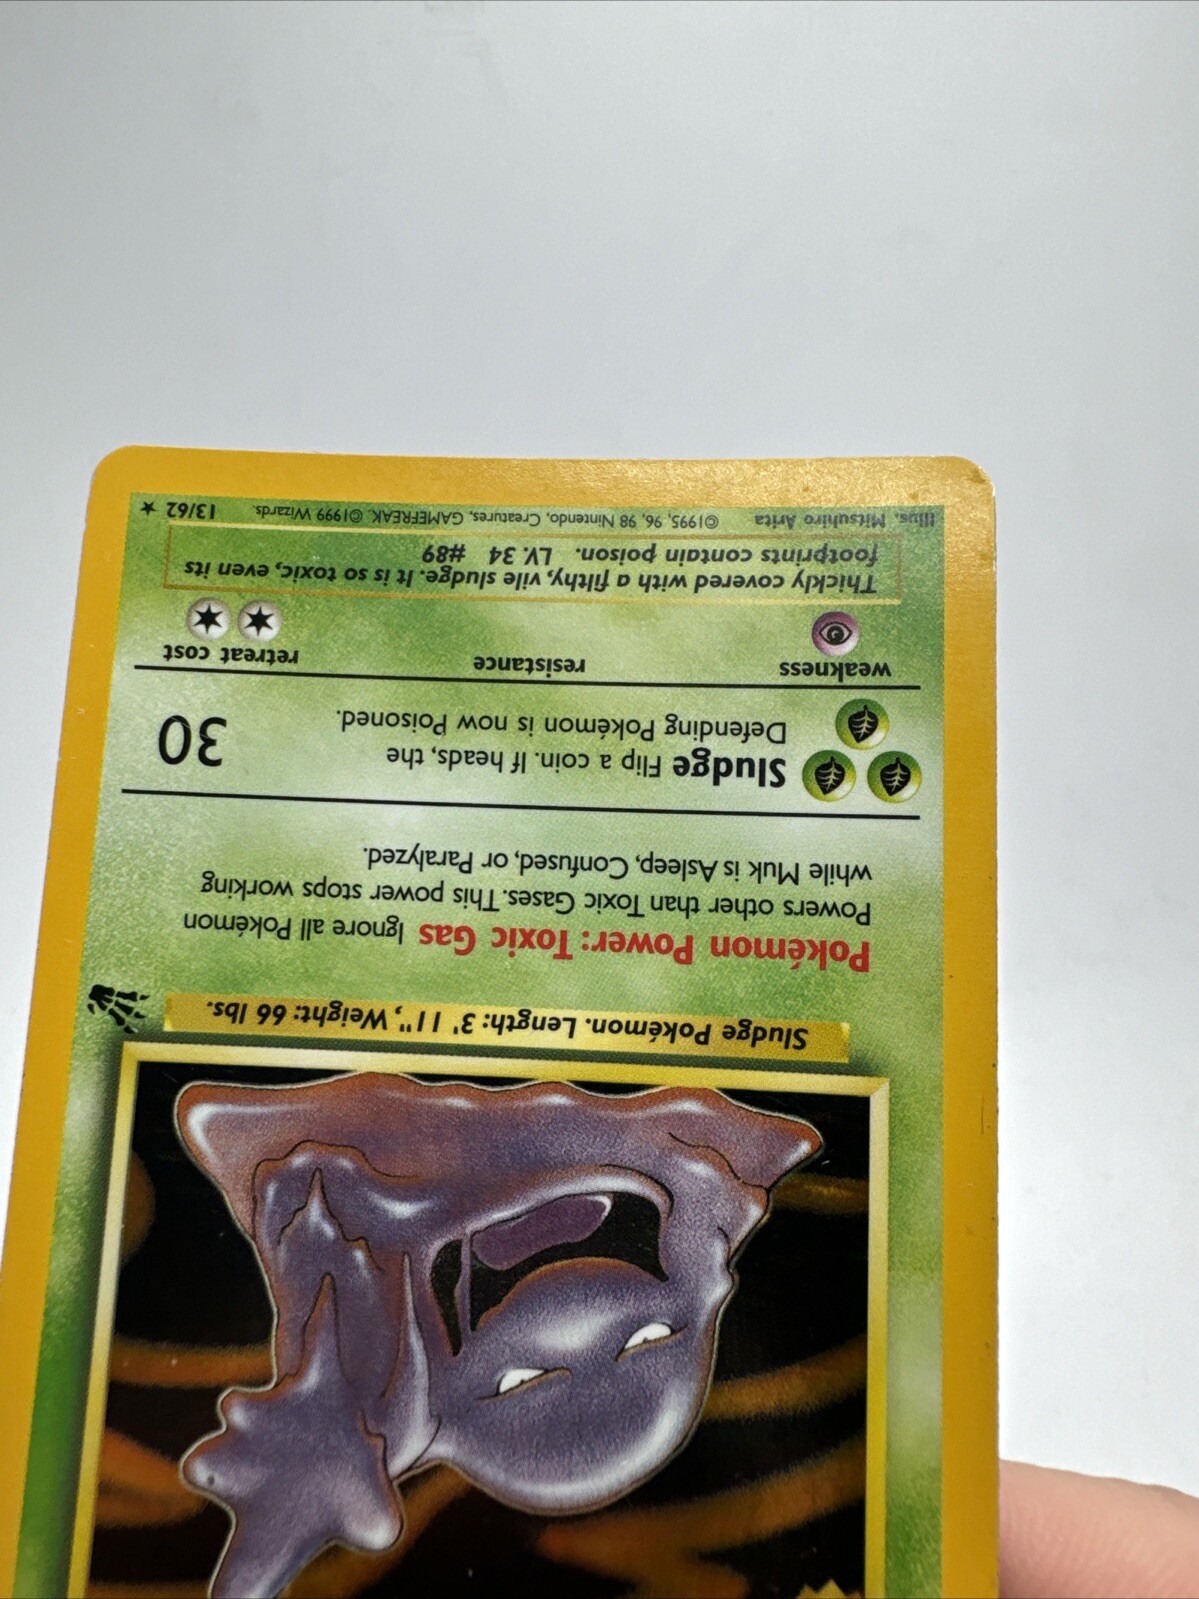 Sludge Pokémon. Length: 3' 11", Weight: 66 lbs.
Pokémon Power: Toxic Gas Ignore all Pokémon
Powers other than Toxic Gases. This power stops working
while Muk is Asleep, Confused, or Paralyzed.
Sludge Flip a coin. If heads, the
Defending Pokémon is now Poisoned.
30
weakness resistance retreat cost
Thickly covered with a filthy, vile sludge. It is so toxic, even its
footprints contain poison. LV. 34 #89
Illus. Mitsuhiro Arita ©1995, 96, 98 Nintendo, Creatures, GAMEFREAK. ©1999 Wizards. 13/62 ★